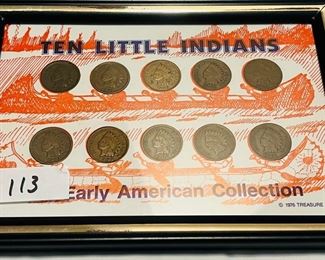 TEN LITTLE INDIANS
113
Early American Collection
© 1976 TREASURE